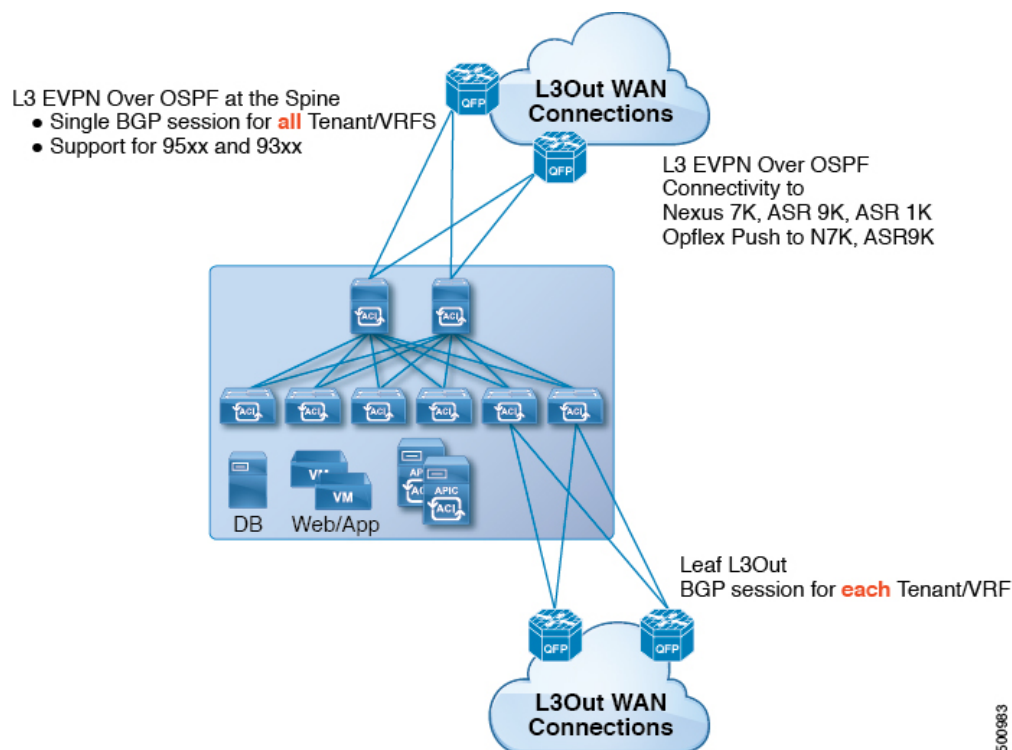 L3Out WAN
Connections
QFP
QFP
L3 EVPN Over OSPF at the Spine
● Single BGP session for all Tenant/VRFS
● Support for 95xx and 93xx
L3 EVPN Over OSPF
Connectivity to
Nexus 7K, ASR 9K, ASR 1K
Opflex Push to N7K, ASR9K
ACI
ACI
ACI
ACI
ACI
ACI
ACI
ACI
VM
APIC
ACI
DB
Web/App
Leaf L3Out
BGP session for each Tenant/VRF
QFP
QFP
L3Out WAN
Connections
500983